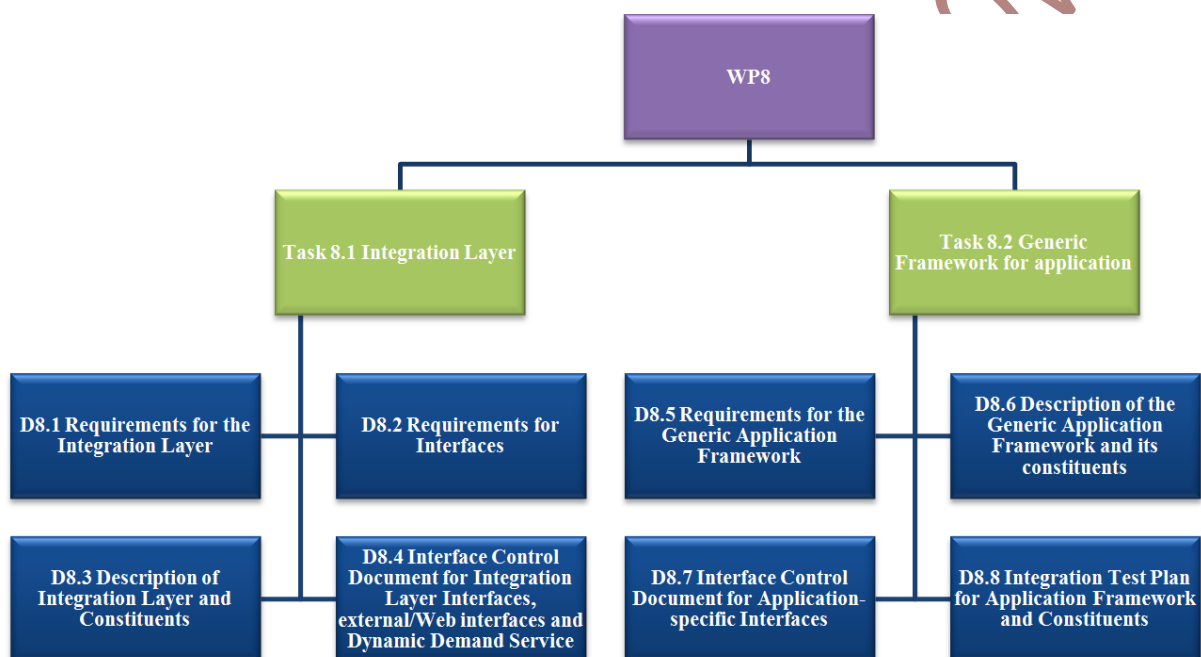 WP8
Task 8.1 Integration Layer
Task 8.2 Generic
Framework for application
D8.1 Requirements for the
Integration Layer
D8.2 Requirements for
Interfaces
D8.5 Requirements for the
Generic Application
Framework
D8.6 Description of the
Generic Application
Framework and its
constituents
D8.3 Description of
Integration Layer and
Constituents
D8.4 Interface Control
Document for Integration
Layer Interfaces,
external/Web interfaces and
Dynamic Demand Service
D8.7 Interface Control
Document for Application-
specific Interfaces
D8.8 Integration Test Plan
for Application Framework
and Constituents